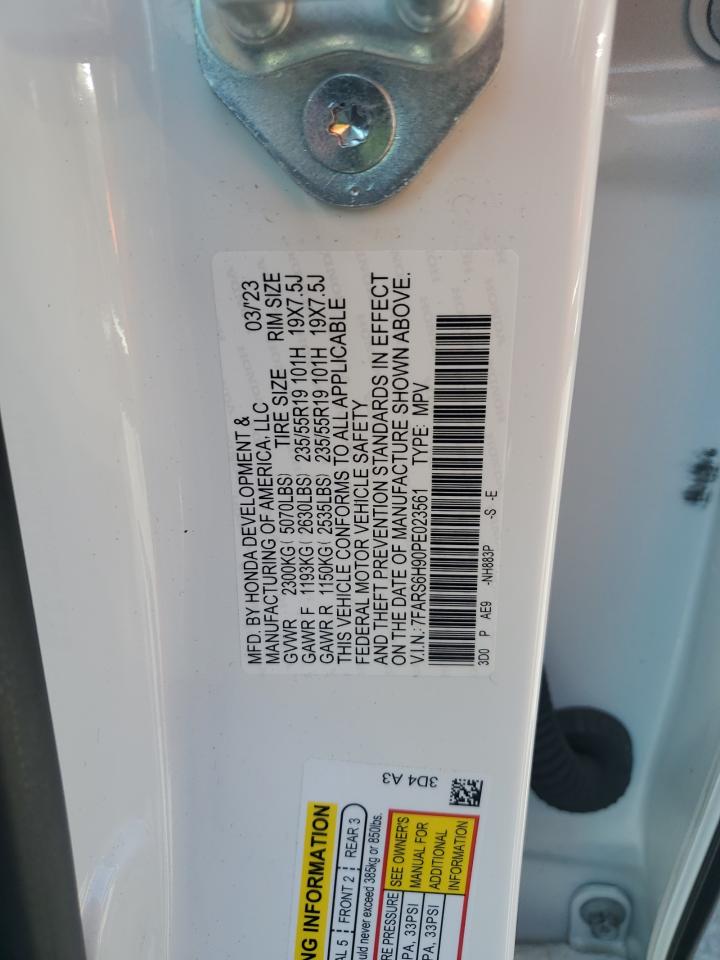 MFD. BY HONDA DEVELOPMENT & 03/'23
MANUFACTURING OF AMERICA, LLC
TIRE SIZE RIM SIZE
GVWR 2300KG( 5070LBS)
GAWR F 1193KG( 2630LBS) 235/55R19 101H 19X7.5J
GAWR R 1150KG( 2535LBS) 235/55R19 101H 19X7.5J
THIS VEHICLE CONFORMS TO ALL APPLICABLE
FEDERAL MOTOR VEHICLE SAFETY
AND THEFT PREVENTION STANDARDS IN EFFECT
ON THE DATE OF MANUFACTURE SHOWN ABOVE.
V.I.N.: 7FARS6H90PE023561 TYPE: MPV
3D0 P AE9 -NH883P -S -E
3D4 A3
NG INFORMATION
AL 5 FRONT 2 REAR 3
uld never exceed 385kg or 850lbs.
RE PRESSURE SEE OWNER'S
MANUAL FOR
ADDITIONAL
INFORMATION
PA, 33PSI
PA, 33PSI